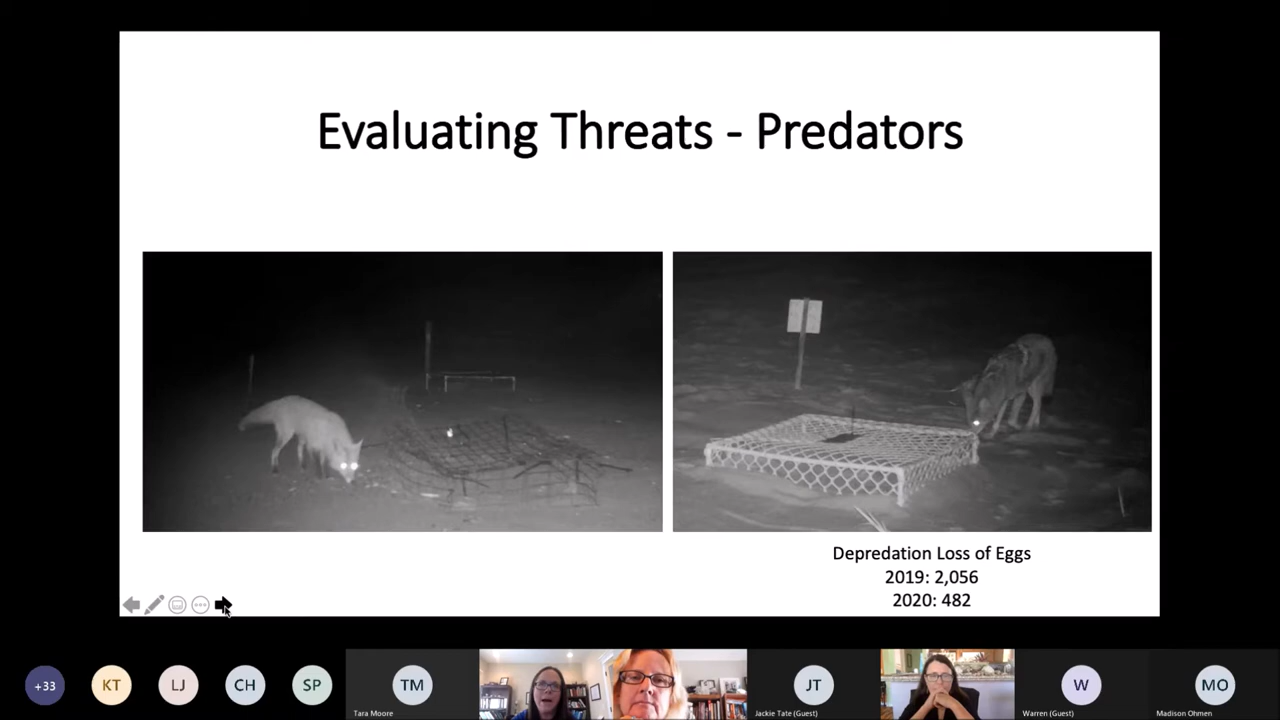 Evaluating Threats - Predators
Depredation Loss of Eggs
2019: 2,056
2020: 482
+33
KT
LJ
CH
SP
TM
Tara Moore
JT
Jackie Tate (Guest)
W
Warren (Guest)
MO
Madison Ohmen